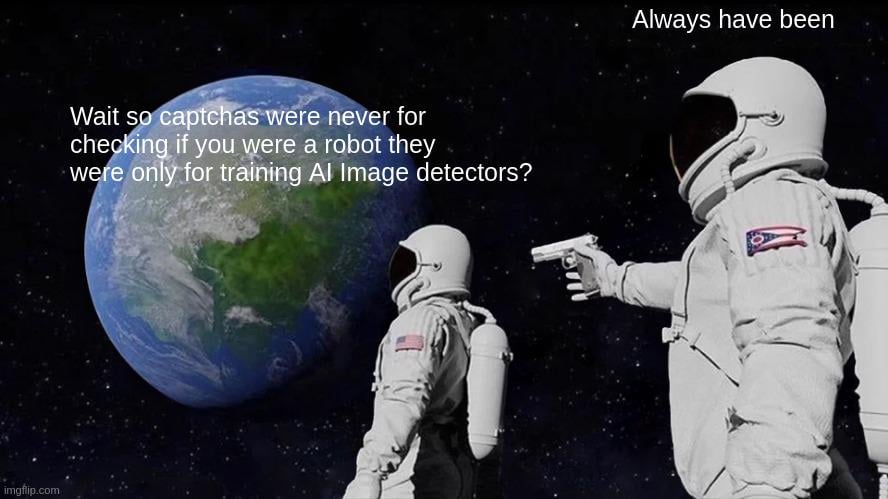 Always have been
Wait so captchas were never for
checking if you were a robot they
were only for training AI Image detectors?
imgflip.com